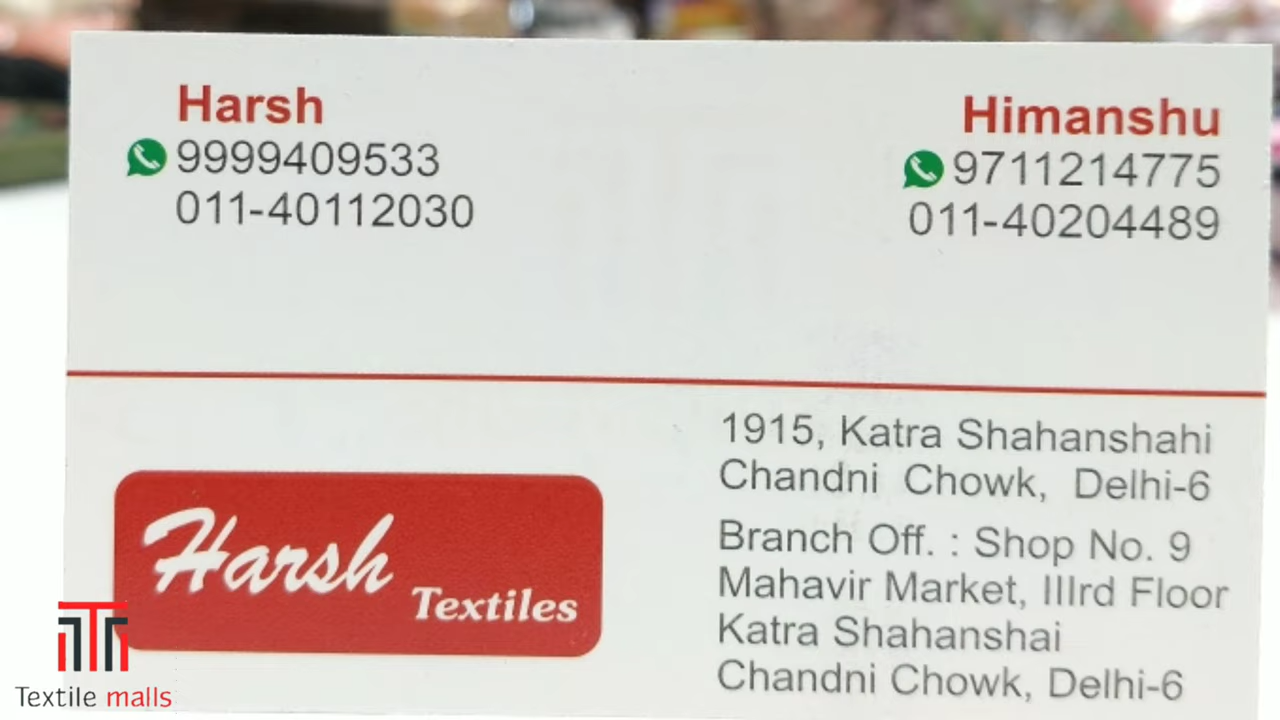 Harsh
9999409533
011-40112030
Himanshu
9711214775
011-40204489
Harsh
Textiles
1915, Katra Shahanshahi
Chandni Chowk, Delhi-6
Branch Off. : Shop No. 9
Mahavir Market, IIIrd Floor
Katra Shahanshai
Chandni Chowk, Delhi-6
Textile malls